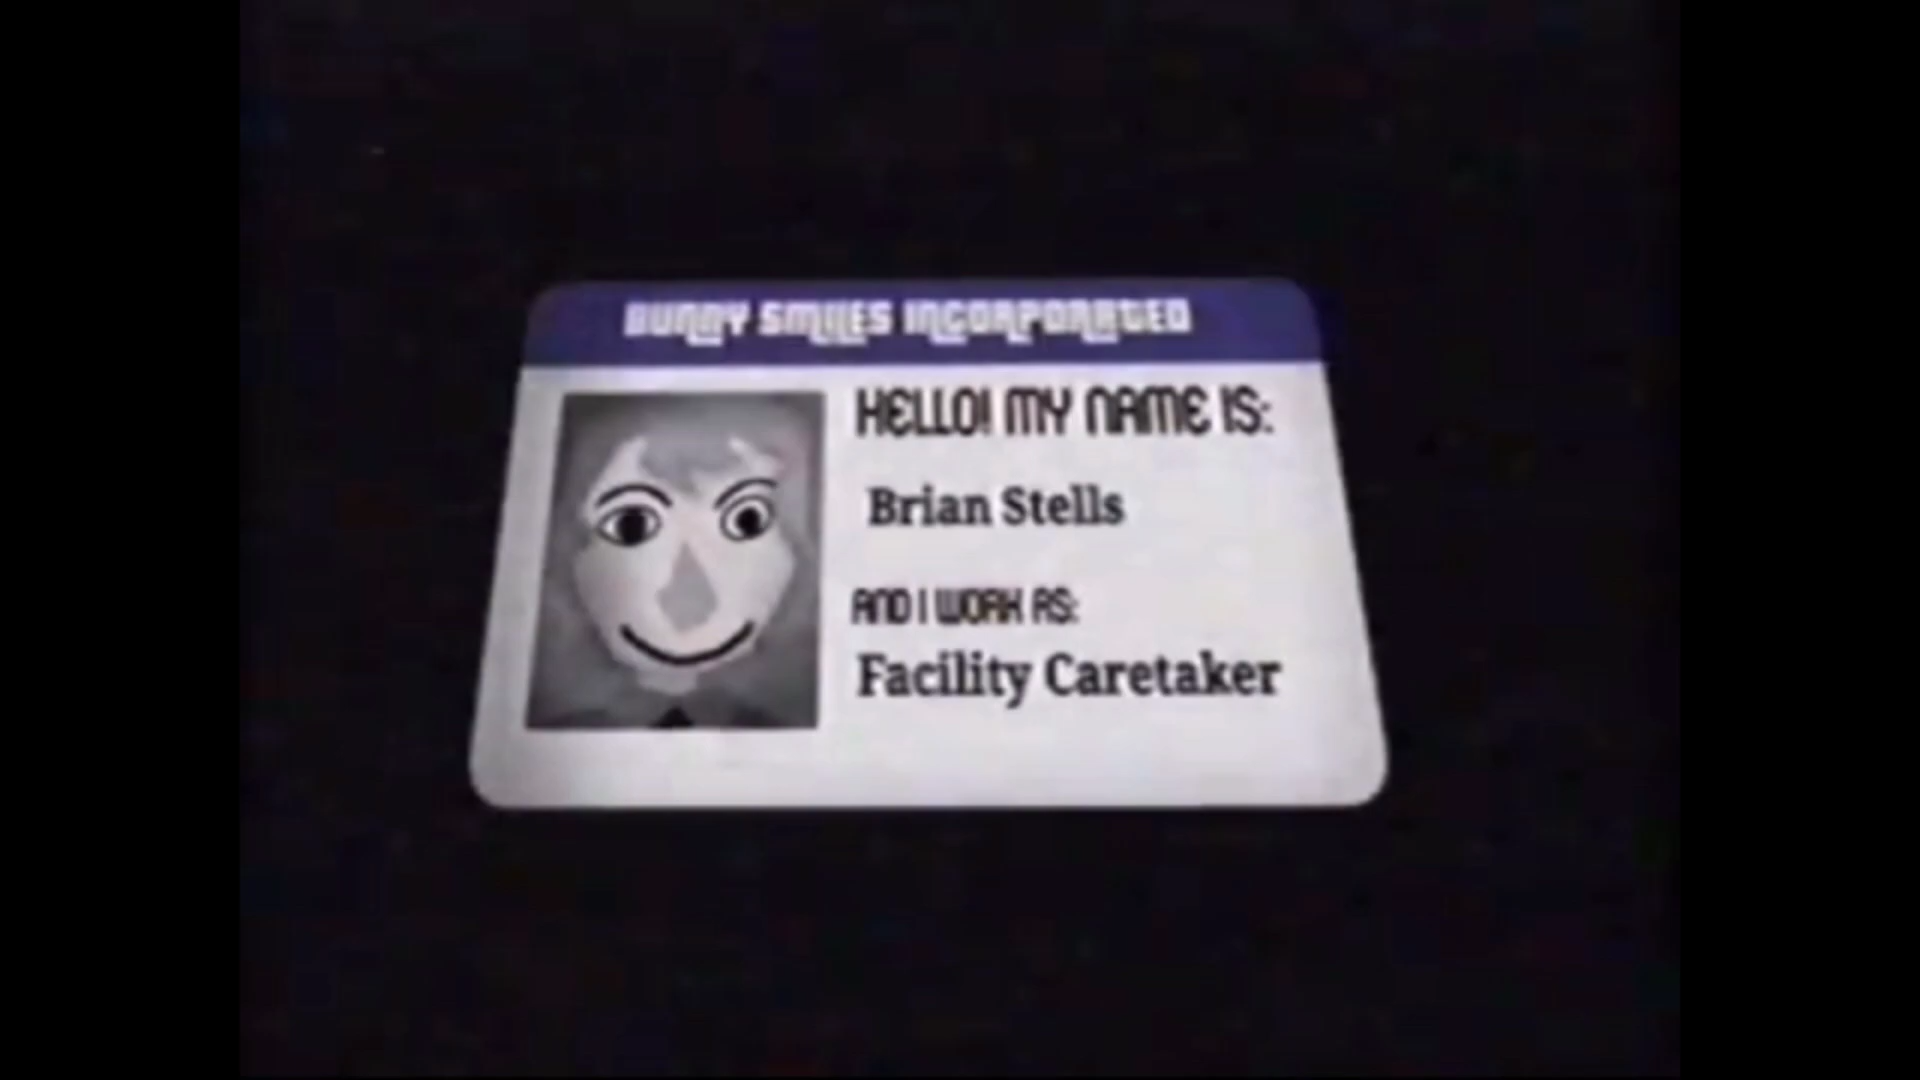 BUNNY SMILES INCORPORATED
HELLO! MY NAME IS:
Brian Stells
AND I WORK AS:
Facility Caretaker